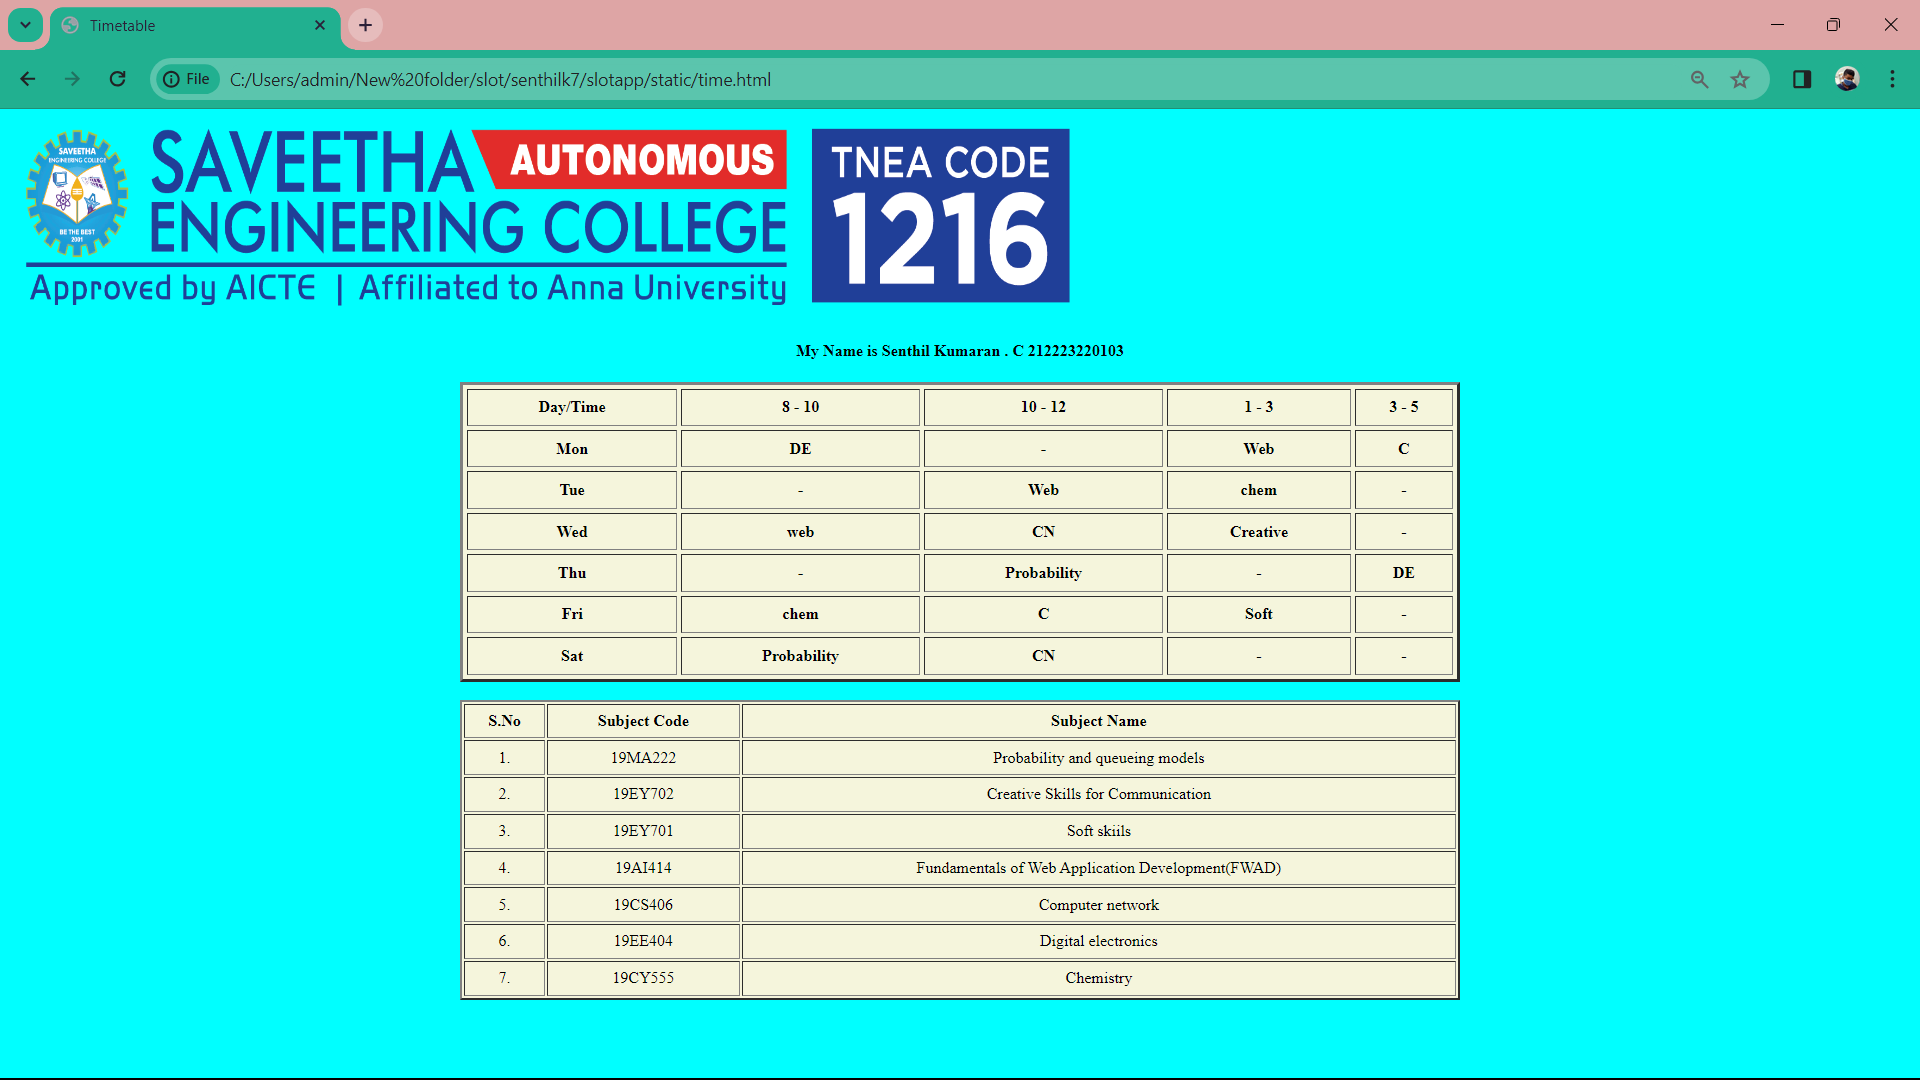 Timetable
File C:/Users/admin/New%20folder/slot/senthilk7/slotapp/static/time.html
SAVEETHA
ENGINEERING COLLEGE
BE THE BEST
2001
SAVEETHA AUTONOMOUS
ENGINEERING COLLEGE
Approved by AICTE | Affiliated to Anna University
TNEA CODE
1216
My Name is Senthil Kumaran . C 212223220103
Day/Time 8 - 10 10 - 12 1 - 3 3 - 5
Mon DE - Web C
Tue - Web chem -
Wed web CN Creative -
Thu - Probability - DE
Fri chem C Soft -
Sat Probability CN - -
S.No Subject Code Subject Name
1. 19MA222 Probability and queueing models
2. 19EY702 Creative Skills for Communication
3. 19EY701 Soft skiils
4. 19AI414 Fundamentals of Web Application Development(FWAD)
5. 19CS406 Computer network
6. 19EE404 Digital electronics
7. 19CY555 Chemistry